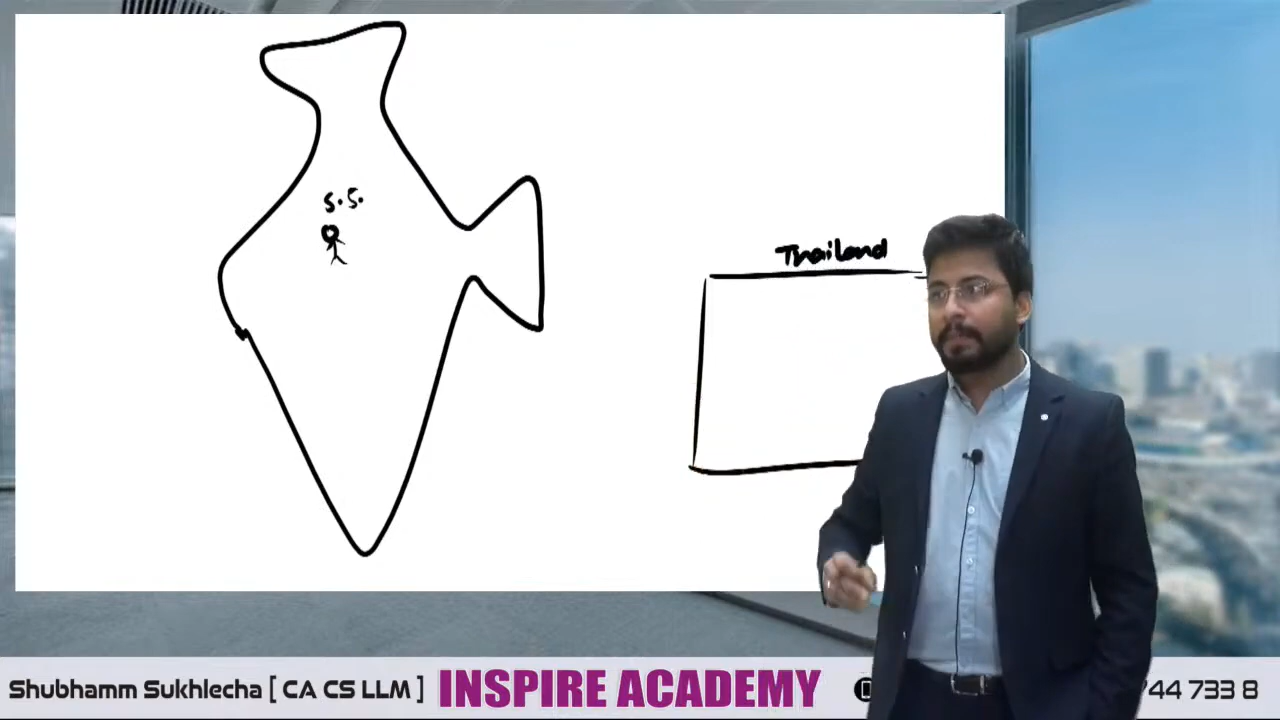 S.S.
Thailand
Shubhamm Sukhlecha [ CA CS LLM ] INSPIRE ACADEMY 44 733 8